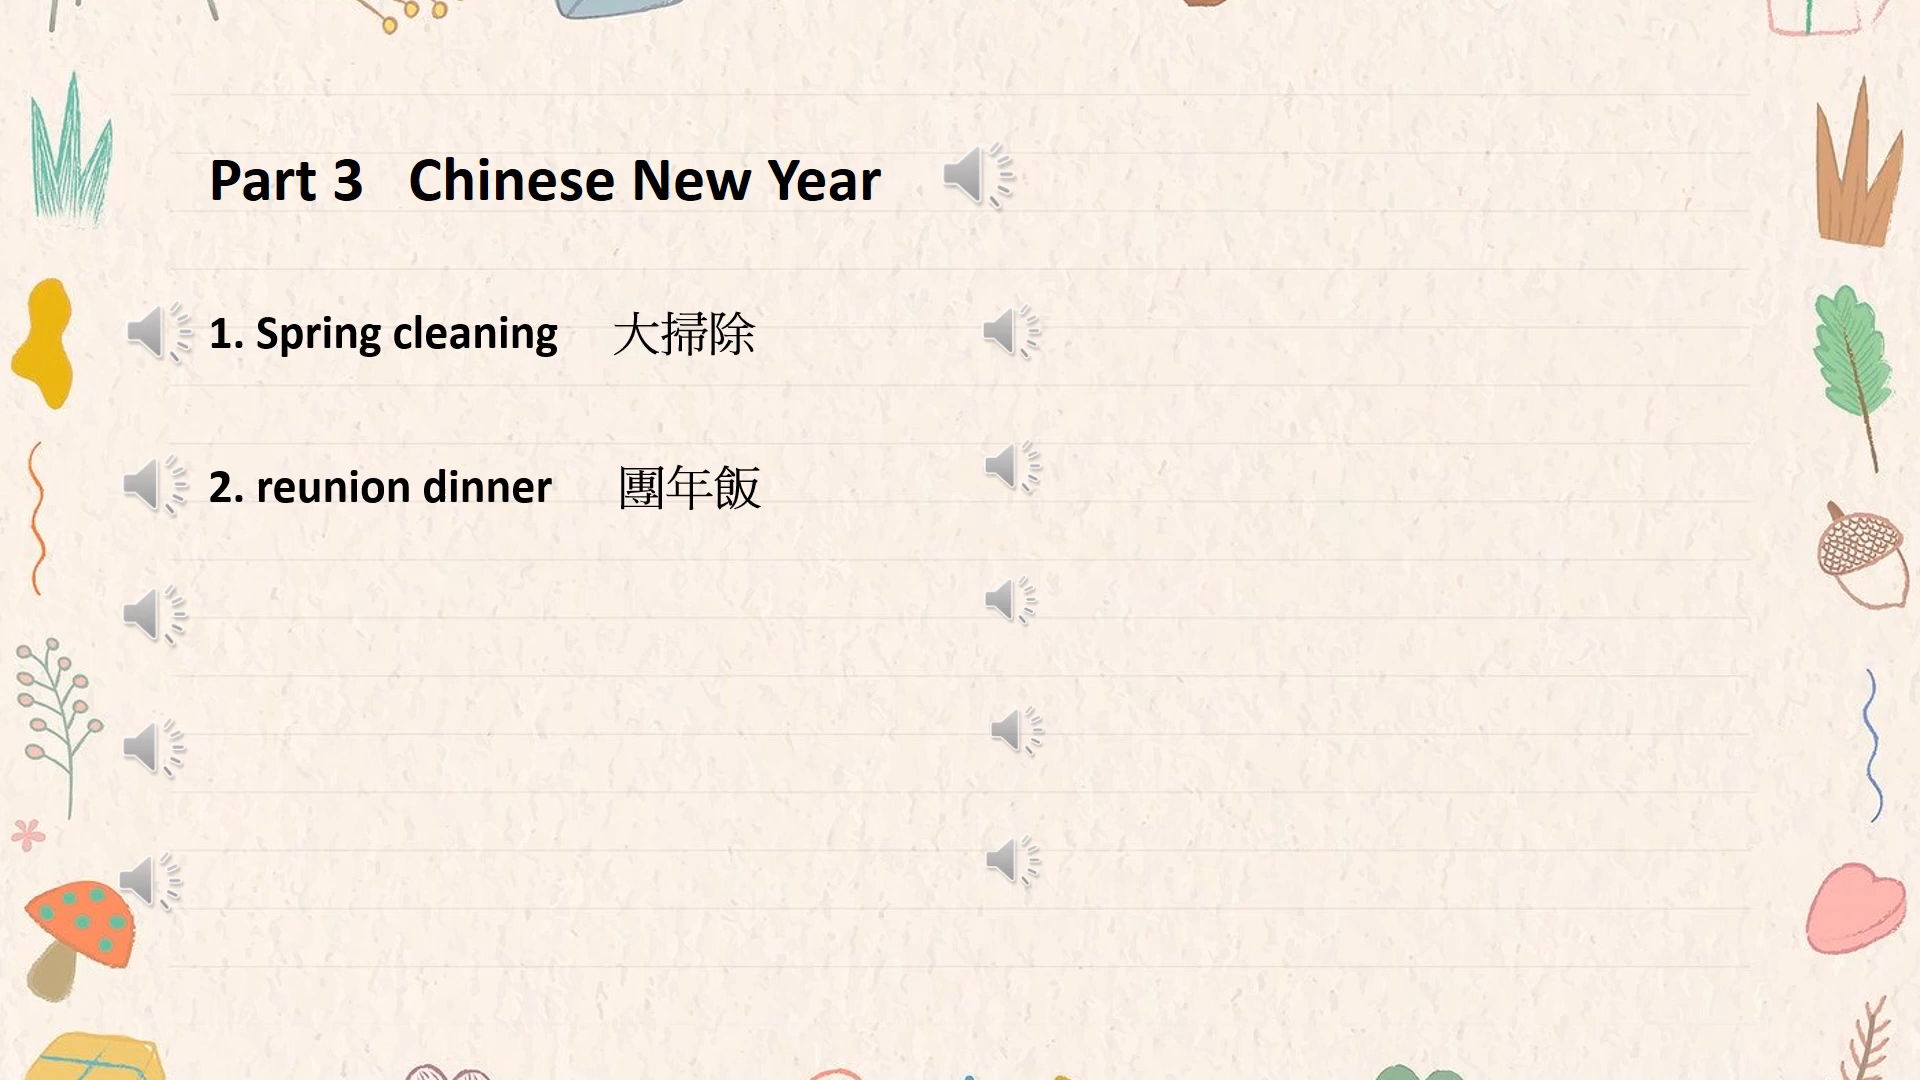 Part 3 Chinese New Year
1. Spring cleaning 大掃除
2. reunion dinner 團年飯